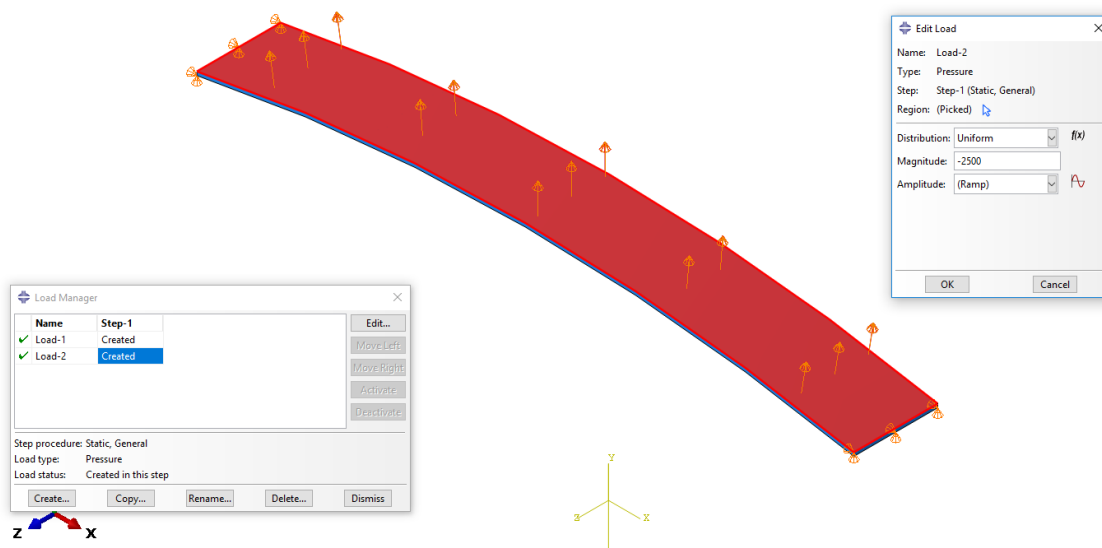 Edit Load
Name: Load-2
Type: Pressure
Step: Step-1 (Static, General)
Region: (Picked)
Distribution: Uniform f(x)
Magnitude: -2500
Amplitude: (Ramp)
OK Cancel
Load Manager
Name Step-1
Load-1 Created
Load-2 Created
Edit...
Move Left
Move Right
Activate
Deactivate
Step procedure: Static, General
Load type: Pressure
Load status: Created in this step
Create... Copy... Rename... Delete... Dismiss
Y
Z X
Z X